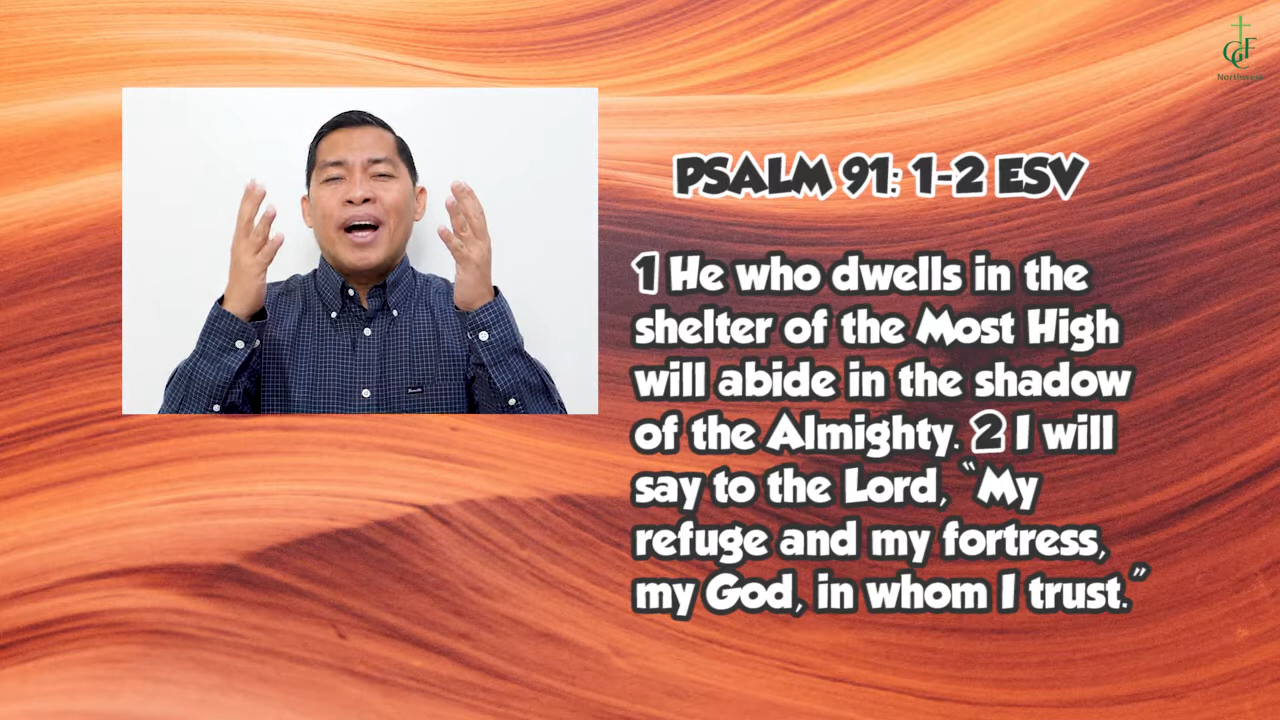 GCF
Northwest
PSALM 91: 1-2 ESV
1 He who dwells in the
shelter of the Most High
will abide in the shadow
of the Almighty. 2 I will
say to the Lord, “My
refuge and my fortress,
my God, in whom I trust.”